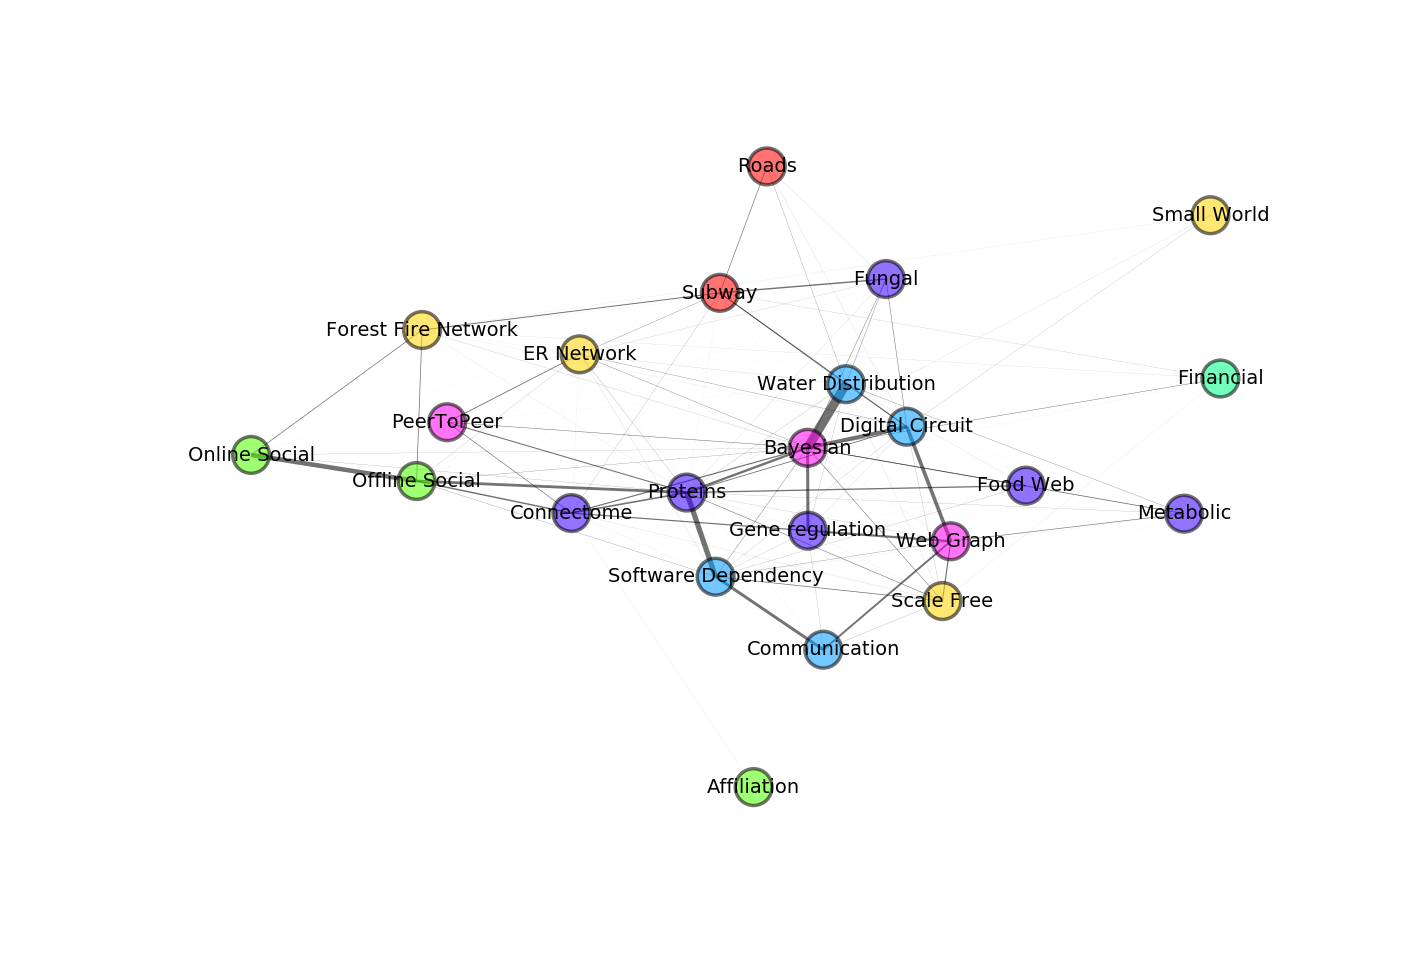 Roads
Small World
Fungal
Subway
Forest Fire Network
ER Network
Financial
Water Distribution
PeerToPeer
Digital Circuit
Bayesian
Online Social
Offline Social
Food Web
Proteins
Connectome
Metabolic
Gene regulation
Web Graph
Software Dependency
Scale Free
Communication
Affiliation